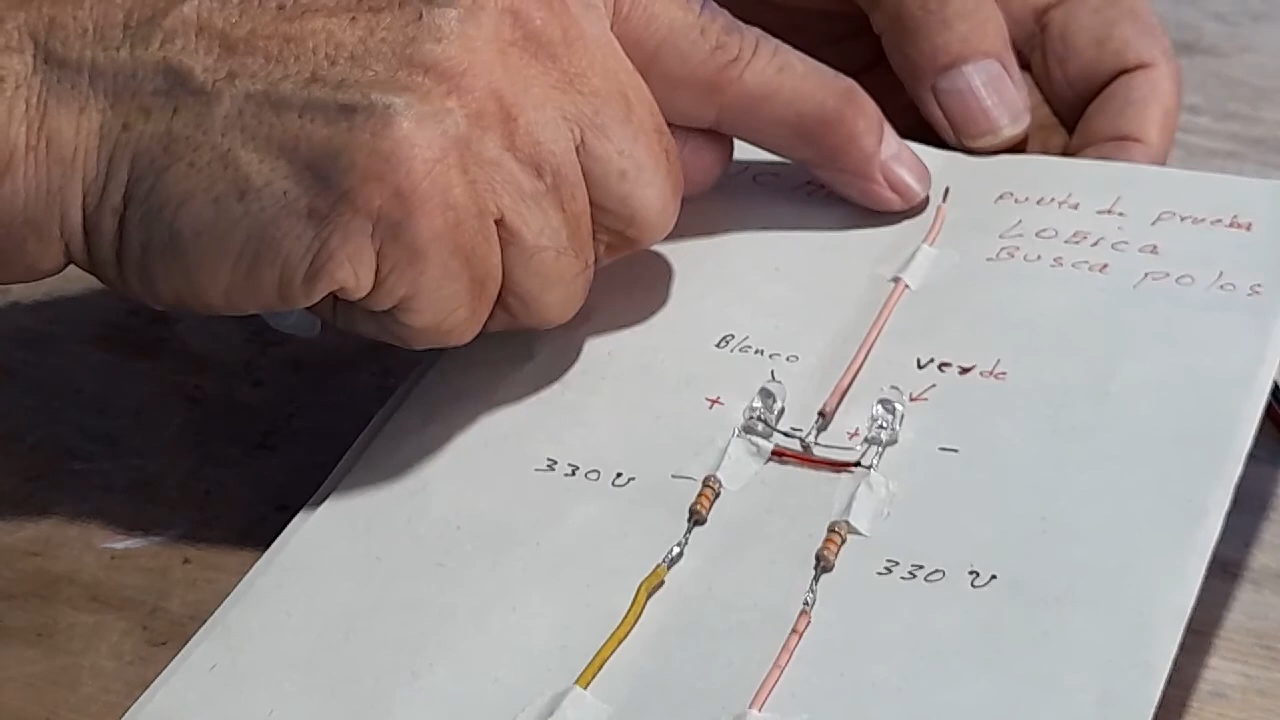 punta de prueba
LOGICA
BUSCA polos
Blanco
verde
+
-
+
-
330 v
330 v